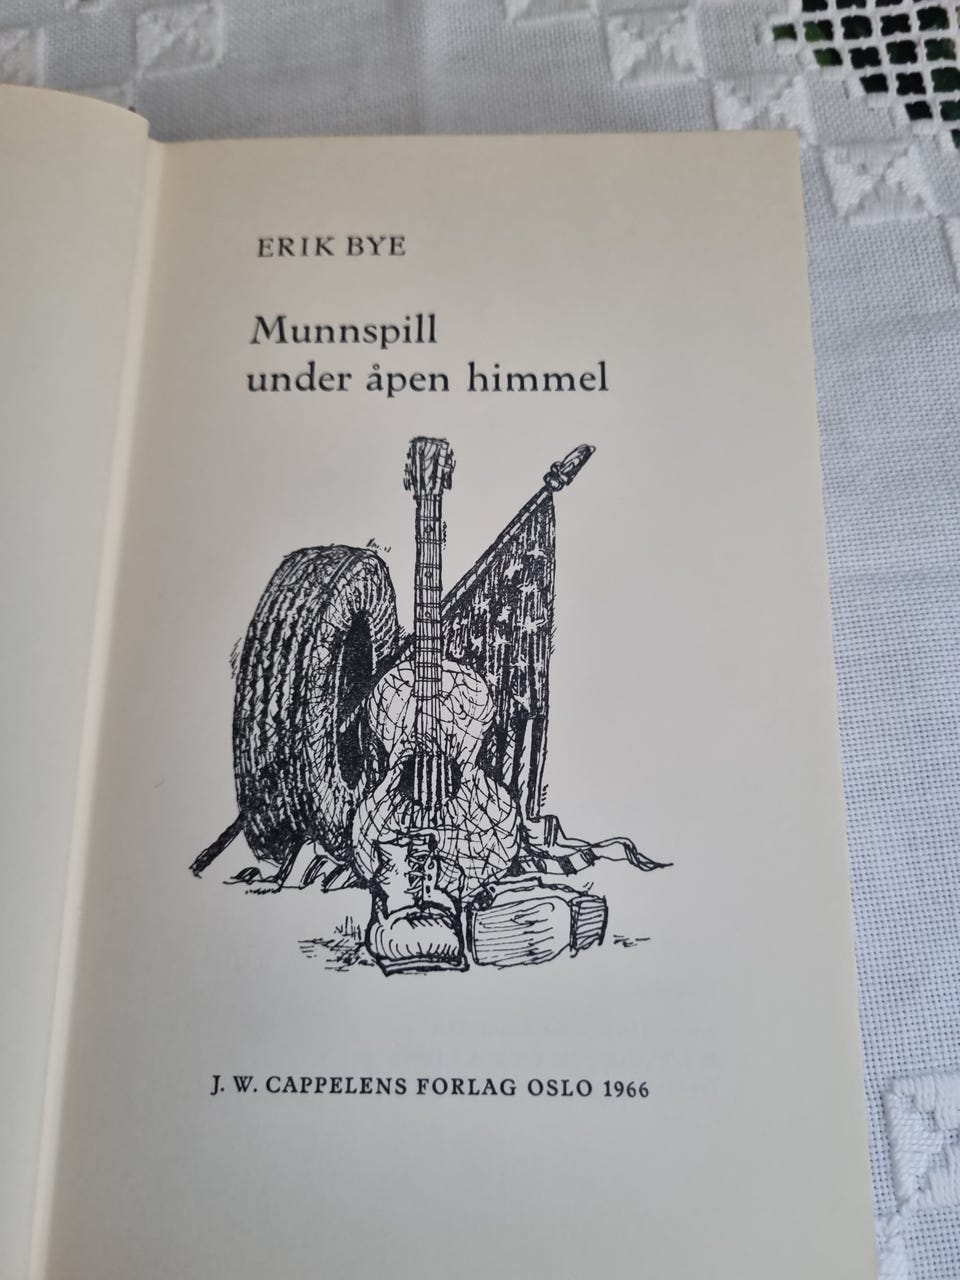 ERIK BYE
Munnspill
under åpen himmel
J. W. CAPPELENS FORLAG OSLO 1966